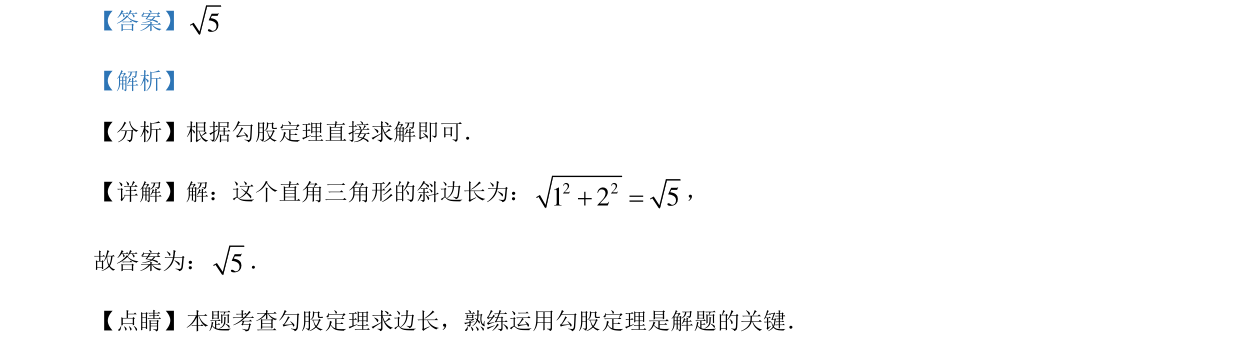 【答案】√5
【解析】
【分析】根据勾股定理直接求解即可．
【详解】解：这个直角三角形的斜边长为：√(1²+2²)=√5，
故答案为：√5．
【点睛】本题考查勾股定理求边长，熟练运用勾股定理是解题的关键．